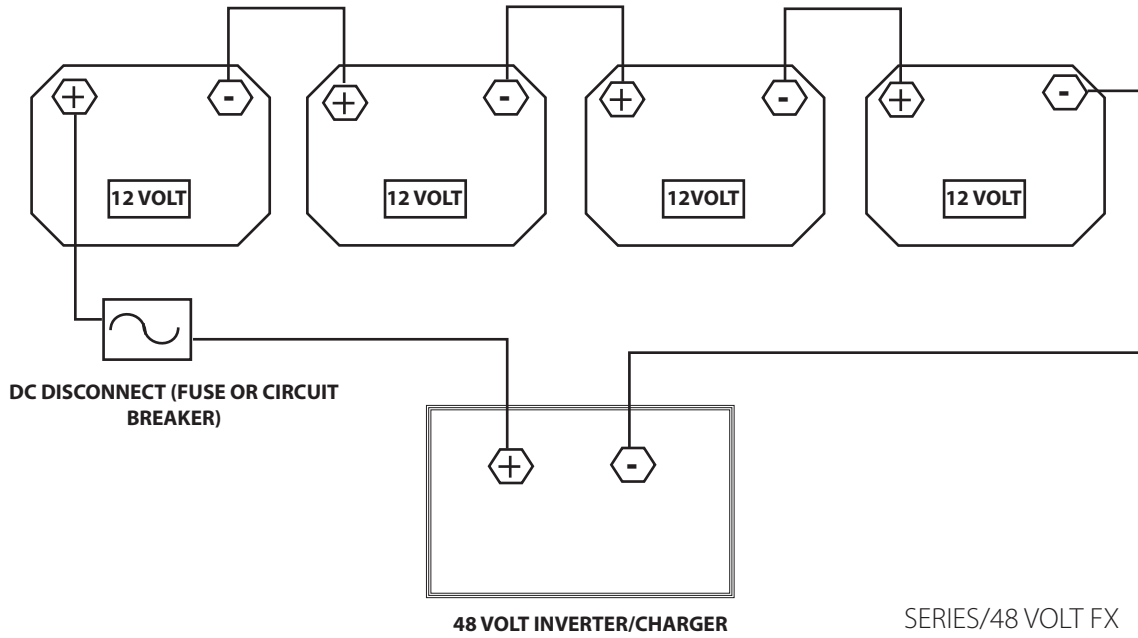 + - + - + - + -
12 VOLT 12 VOLT 12VOLT 12 VOLT
DC DISCONNECT (FUSE OR CIRCUIT
BREAKER)
+ -
48 VOLT INVERTER/CHARGER
SERIES/48 VOLT FX